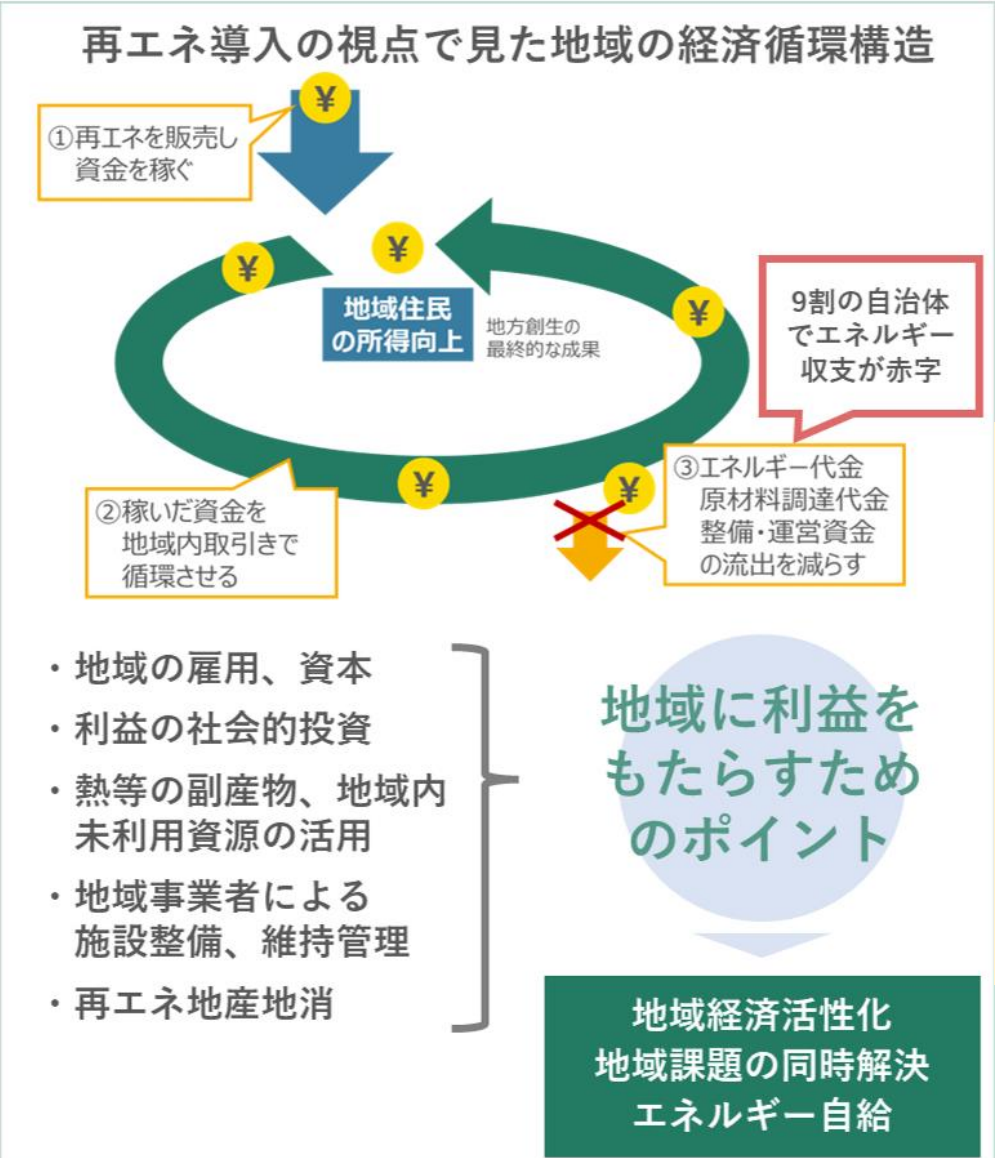 再エネ導入の視点で見た地域の経済循環構造
¥
①再エネを販売し
資金を稼ぐ
¥
¥
¥
地域住民
の所得向上
地方創生の
最終的な成果
9割の自治体
でエネルギー
収支が赤字
¥
¥
②稼いだ資金を
地域内取引きで
循環させる
③エネルギー代金
原材料調達代金
整備・運営資金
の流出を減らす
・地域の雇用、資本
・利益の社会的投資
・熱等の副産物、地域内
未利用資源の活用
・地域事業者による
施設整備、維持管理
・再エネ地産地消
地域に利益を
もたらすため
のポイント
地域経済活性化
地域課題の同時解決
エネルギー自給